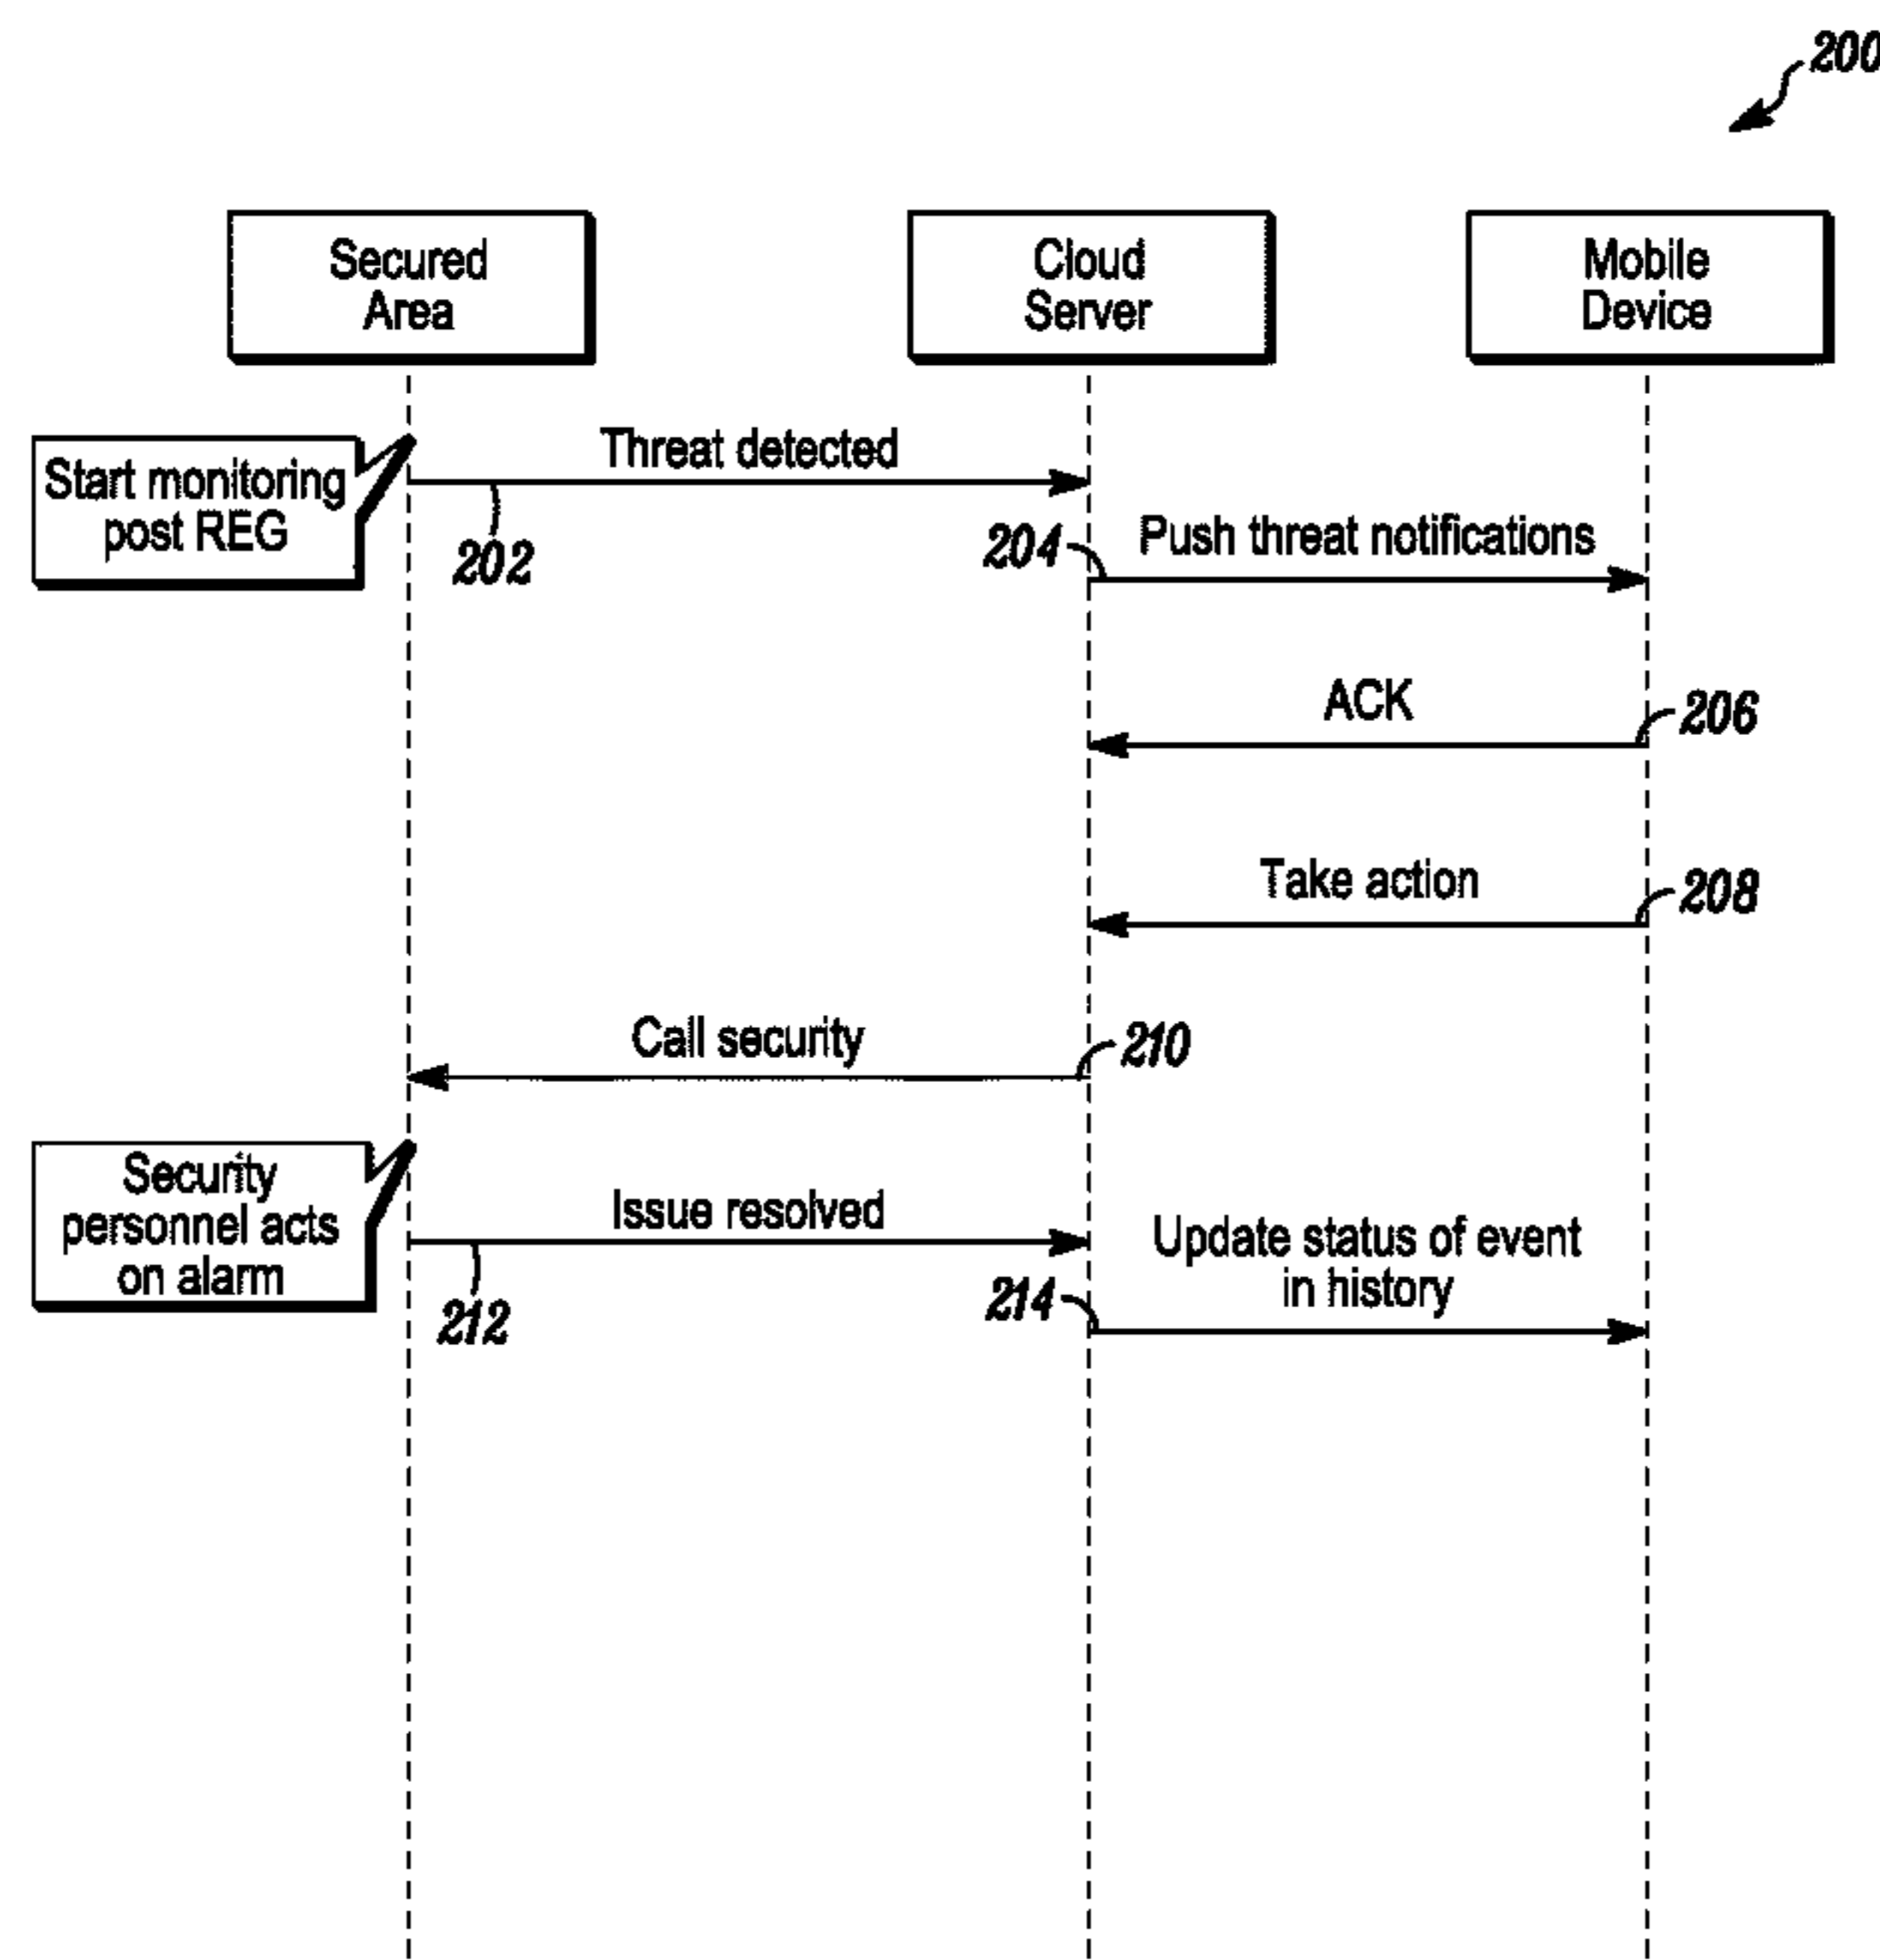 200
Secured
Area
Cloud
Server
Mobile
Device
Start monitoring
post REG
Threat detected
202
204
Push threat notifications
ACK
206
Take action
208
Call security
210
Security
personnel acts
on alarm
Issue resolved
212
214
Update status of event
in history